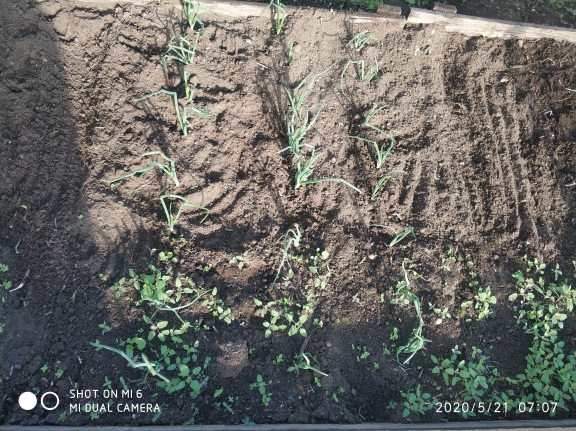 SHOT ON MI 6
MI DUAL CAMERA
2020/5/21 07:07